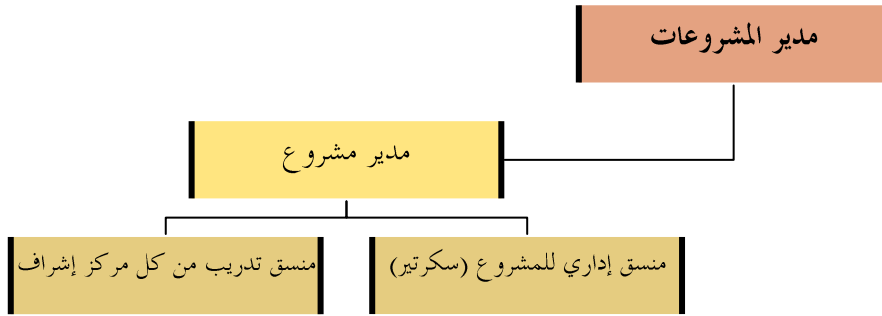 مدير المشروعات
مدير مشروع
منسق إداري للمشروع (سكرتير)
منسق تدريب من كل مركز إشراف